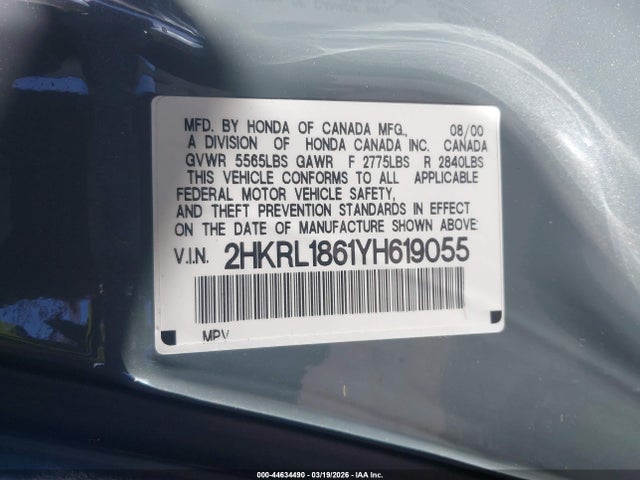 MFD. BY HONDA OF CANADA MFG., 08/00
A DIVISION OF HONDA CANADA INC. CANADA
GVWR 5565LBS GAWR F 2775LBS R 2840LBS
THIS VEHICLE CONFORMS TO ALL APPLICABLE
FEDERAL MOTOR VEHICLE SAFETY,
AND THEFT PREVENTION STANDARDS IN EFFECT
ON THE DATE OF MANUFACTURE SHOWN ABOVE.
V.I.N. 2HKRL1861YH619055
MPV
000-44634490 - 03/19/2026 - IAA Inc.